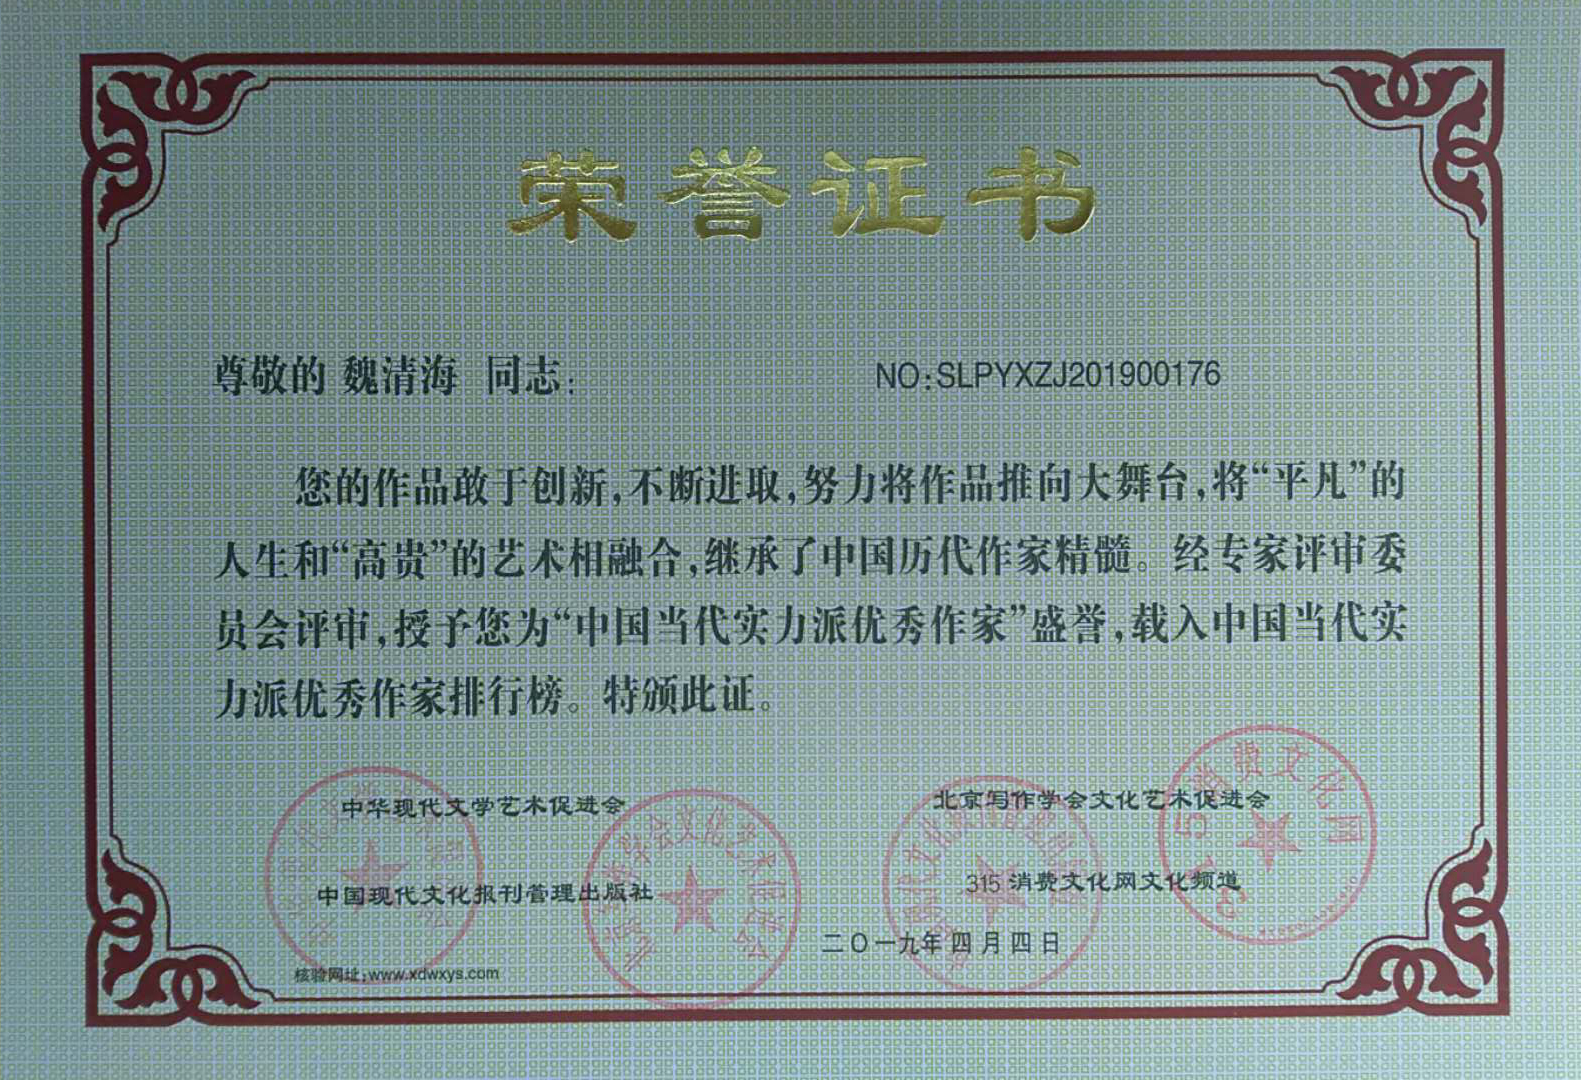 荣誉证书
尊敬的 魏清海 同志: NO:SLPYXZJ201900176
您的作品敢于创新,不断进取,努力将作品推向大舞台,将“平凡”的
人生和“高贵”的艺术相融合,继承了中国历代作家精髓。经专家评审委
员会评审,授予您为“中国当代实力派优秀作家”盛誉,载入中国当代实
力派优秀作家排行榜。特颁此证。
中华现代文学艺术促进会 北京写作学会文化艺术促进会
中国现代文化报刊管理出版社 315 消费文化网文化频道
二〇一九年四月四日
核验网址:www.xdwxys.com
315消费文化网